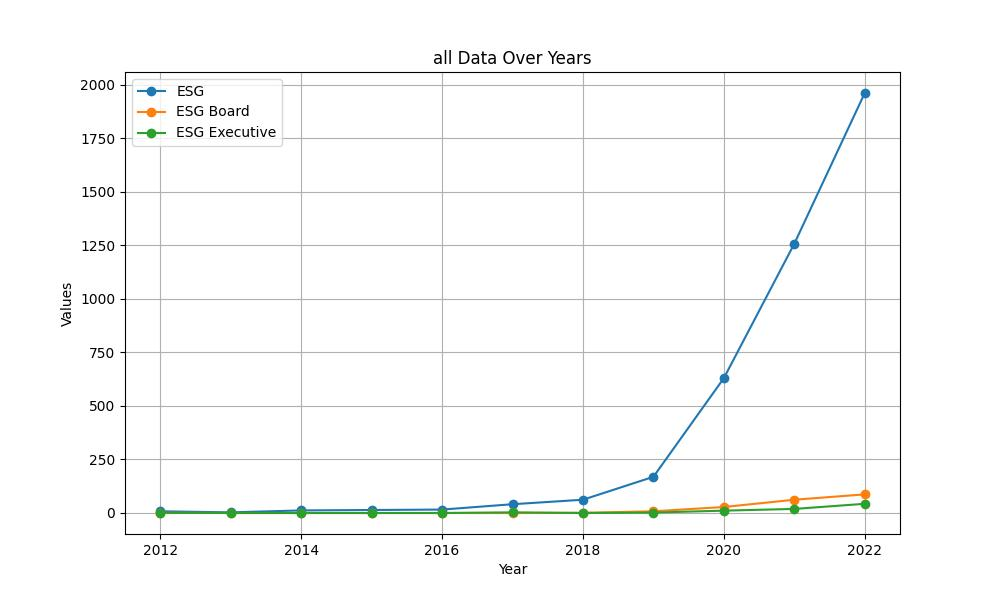 all Data Over Years
ESG
ESG Board
ESG Executive
2000
1750
1500
1250
1000
750
500
250
0
Values
2012 2014 2016 2018 2020 2022
Year